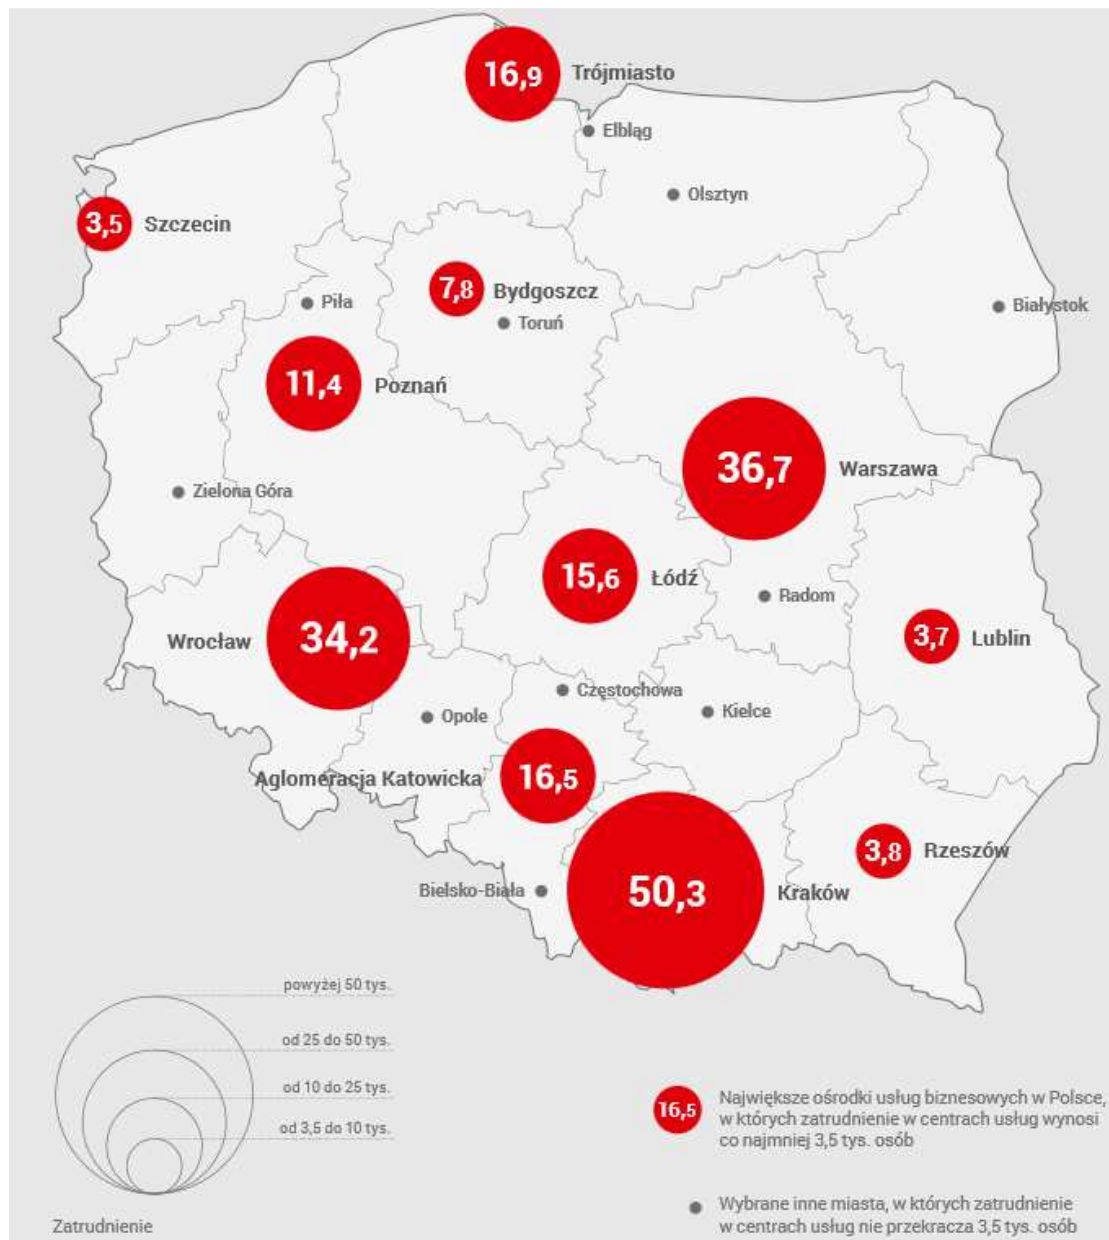 16,9
Trójmiasto
Elbląg
Olsztyn
3,5
Szczecin
7,8
Bydgoszcz
Piła
Toruń
Białystok
11,4
Poznań
36,7
Warszawa
Zielona Góra
15,6
Łódź
Radom
Wrocław
34,2
3,7
Lublin
Częstochowa
Opole
Kielce
Aglomeracja Katowicka
16,5
3,8
Rzeszów
Bielsko-Biała
50,3
Kraków
powyżej 50 tys.
od 25 do 50 tys.
od 10 do 25 tys.
od 3,5 do 10 tys.
Zatrudnienie
16,5
Największe ośrodki usług biznesowych w Polsce,
w których zatrudnienie w centrach usług wynosi
co najmniej 3,5 tys. osób
Wybrane inne miasta, w których zatrudnienie
w centrach usług nie przekracza 3,5 tys. osób